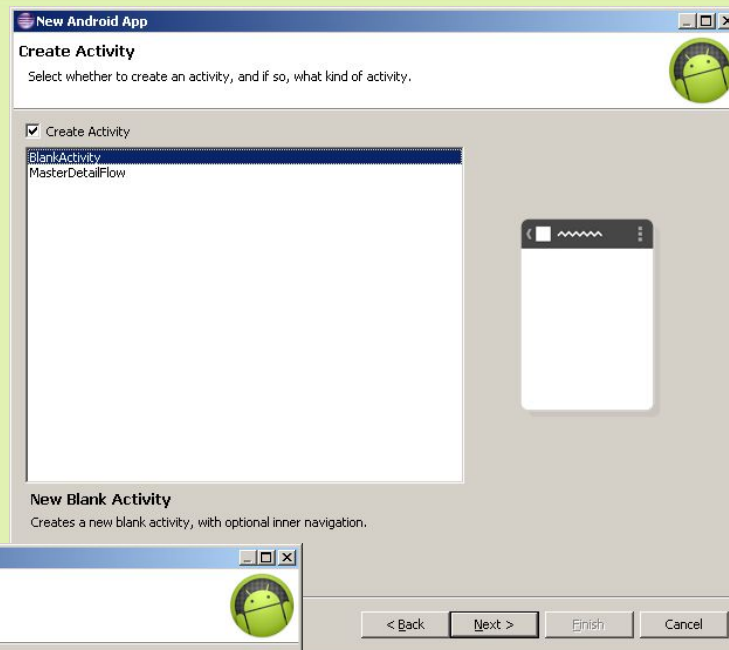 New Android App
Create Activity
Select whether to create an activity, and if so, what kind of activity.
Create Activity
BlankActivity
MasterDetailFlow
New Blank Activity
Creates a new blank activity, with optional inner navigation.
< Back Next > Finish Cancel